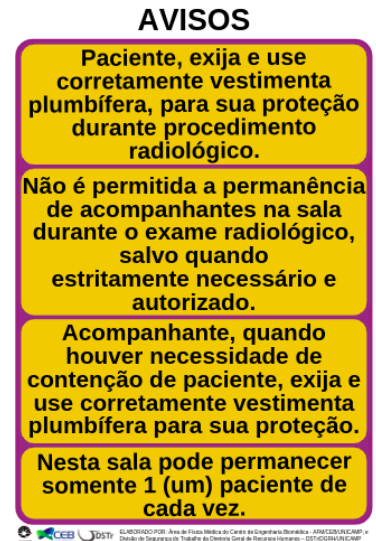 AVISOS
Paciente, exija e use
corretamente vestimenta
plumbífera, para sua proteção
durante procedimento
radiológico.
Não é permitida a permanência
de acompanhantes na sala
durante o exame radiológico,
salvo quando
estritamente necessário e
autorizado.
Acompanhante, quando
houver necessidade de
contenção de paciente, exija e
use corretamente vestimenta
plumbífera para sua proteção.
Nesta sala pode permanecer
somente 1 (um) paciente de
cada vez.
CEB DSTr ELABORADO POR: Área de Física Médica do Centro de Engenharia Biomédica - AFM/CEB/UNICAMP; e
Divisão de Segurança do Trabalho da Diretoria Geral de Recursos Humanos – DSTr/DGRH/UNICAMP